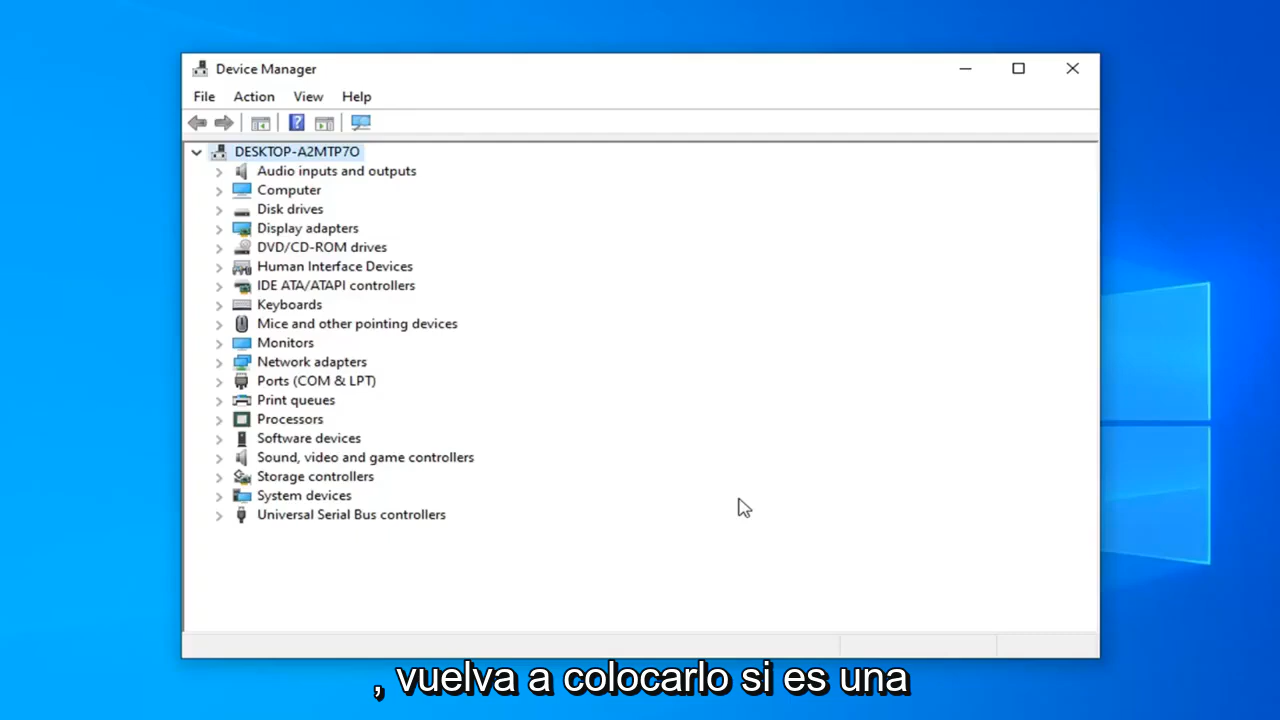 Device Manager
File Action View Help
DESKTOP-A2MTP7O
Audio inputs and outputs
Computer
Disk drives
Display adapters
DVD/CD-ROM drives
Human Interface Devices
IDE ATA/ATAPI controllers
Keyboards
Mice and other pointing devices
Monitors
Network adapters
Ports (COM & LPT)
Print queues
Processors
Software devices
Sound, video and game controllers
Storage controllers
System devices
Universal Serial Bus controllers
, vuelva a colocarlo si es una